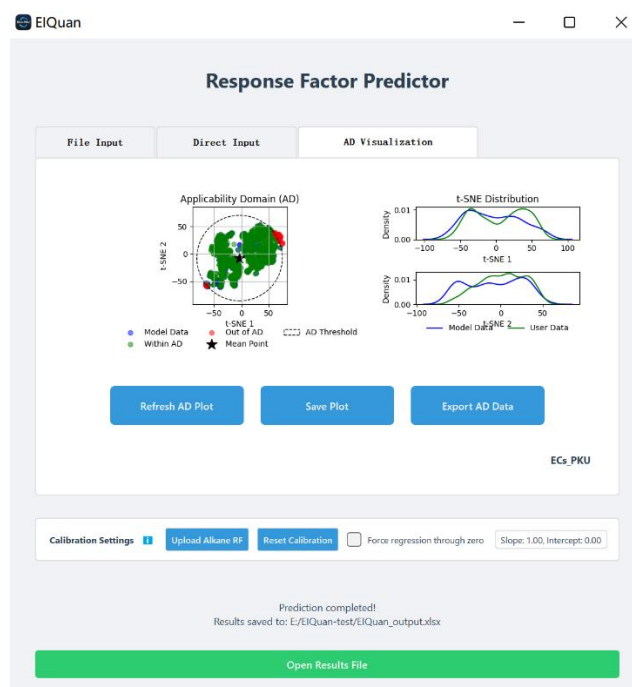 EIQuan
Response Factor Predictor
File Input
Direct Input
AD Visualization
Applicability Domain (AD)
50
0
−50
t-SNE 2
−50
0
50
t-SNE 1
Model Data
Out of AD
AD Threshold
Within AD
Mean Point
t-SNE Distribution
0.01
0.00
Density
−100
−50
0
50
100
t-SNE 1
0.01
0.00
Density
−100
−50
0
50
t-SNE 2
Model Data
User Data
Refresh AD Plot
Save Plot
Export AD Data
ECs_PKU
Calibration Settings
Upload Alkane RF
Reset Calibration
Force regression through zero
Slope: 1.00, Intercept: 0.00
Prediction completed!
Results saved to: E:/EIQuan-test/EIQuan_output.xlsx
Open Results File